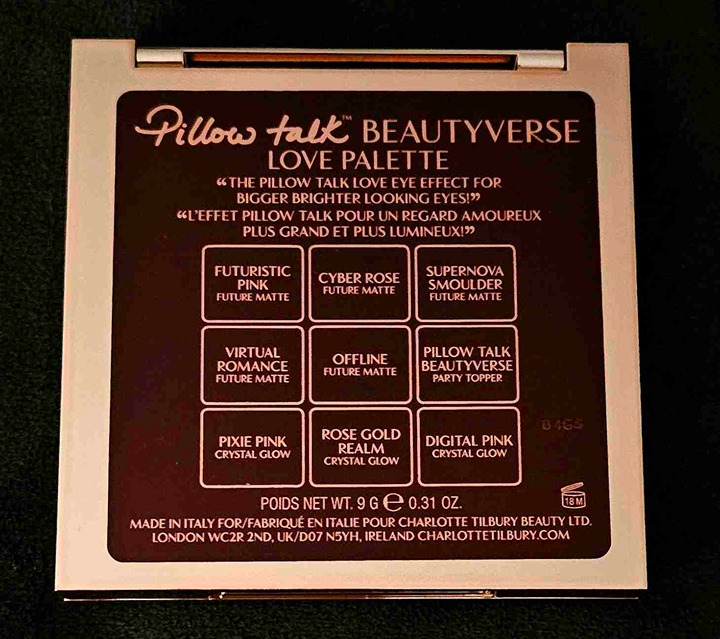 Pillow talk™ BEAUTYVERSE
LOVE PALETTE
“THE PILLOW TALK LOVE EYE EFFECT FOR
BIGGER BRIGHTER LOOKING EYES!”
“L'EFFET PILLOW TALK POUR UN REGARD AMOUREUX
PLUS GRAND ET PLUS LUMINEUX!”
FUTURISTIC
PINK
FUTURE MATTE
CYBER ROSE
FUTURE MATTE
SUPERNOVA
SMOULDER
FUTURE MATTE
VIRTUAL
ROMANCE
FUTURE MATTE
OFFLINE
FUTURE MATTE
PILLOW TALK
BEAUTYVERSE
PARTY TOPPER
PIXIE PINK
CRYSTAL GLOW
ROSE GOLD
REALM
CRYSTAL GLOW
DIGITAL PINK
CRYSTAL GLOW
POIDS NET WT. 9 G ℮ 0.31 OZ.
18 M
MADE IN ITALY FOR/FABRIQUÉ EN ITALIE POUR CHARLOTTE TILBURY BEAUTY LTD.
LONDON WC2R 2ND, UK/D07 N5YH, IRELAND CHARLOTTETILBURY.COM